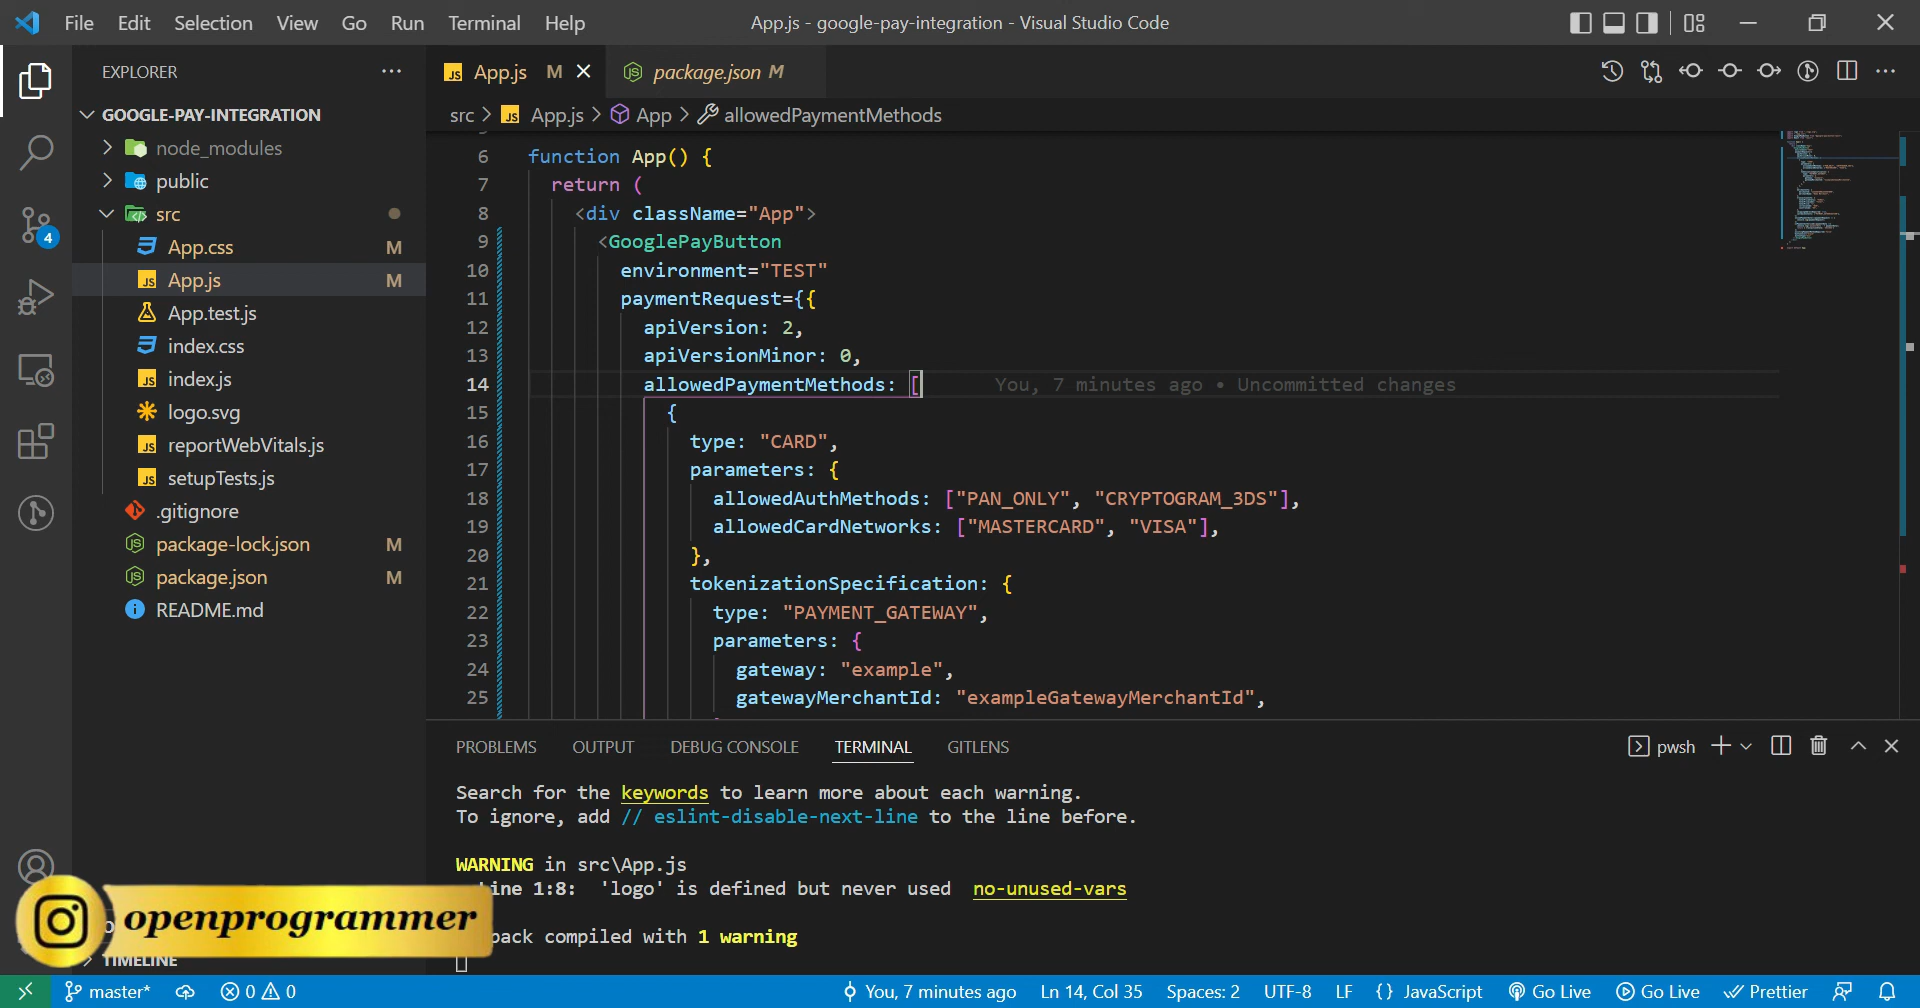 File Edit Selection View Go Run Terminal Help
App.js - google-pay-integration - Visual Studio Code
EXPLORER
GOOGLE-PAY-INTEGRATION
node_modules
public
src
App.css M
App.js M
App.test.js
index.css
index.js
logo.svg
reportWebVitals.js
setupTests.js
.gitignore
package-lock.json M
package.json M
README.md
TIMELINE
4
App.js M
package.json M
src > App.js > App > allowedPaymentMethods
6 function App() {
7 return (
8 <div className="App">
9 <GooglePayButton
10 environment="TEST"
11 paymentRequest={{
12 apiVersion: 2,
13 apiVersionMinor: 0,
14 allowedPaymentMethods: [ You, 7 minutes ago • Uncommitted changes
15 {
16 type: "CARD",
17 parameters: {
18 allowedAuthMethods: ["PAN_ONLY", "CRYPTOGRAM_3DS"],
19 allowedCardNetworks: ["MASTERCARD", "VISA"],
20 },
21 tokenizationSpecification: {
22 type: "PAYMENT_GATEWAY",
23 parameters: {
24 gateway: "example",
25 gatewayMerchantId: "exampleGatewayMerchantId",
PROBLEMS OUTPUT DEBUG CONSOLE TERMINAL GITLENS
pwsh
Search for the keywords to learn more about each warning.
To ignore, add // eslint-disable-next-line to the line before.
WARNING in src\App.js
ine 1:8: 'logo' is defined but never used no-unused-vars
pack compiled with 1 warning
openprogrammer
master* 0 0 You, 7 minutes ago Ln 14, Col 35 Spaces: 2 UTF-8 LF {} JavaScript Go Live Go Live Prettier